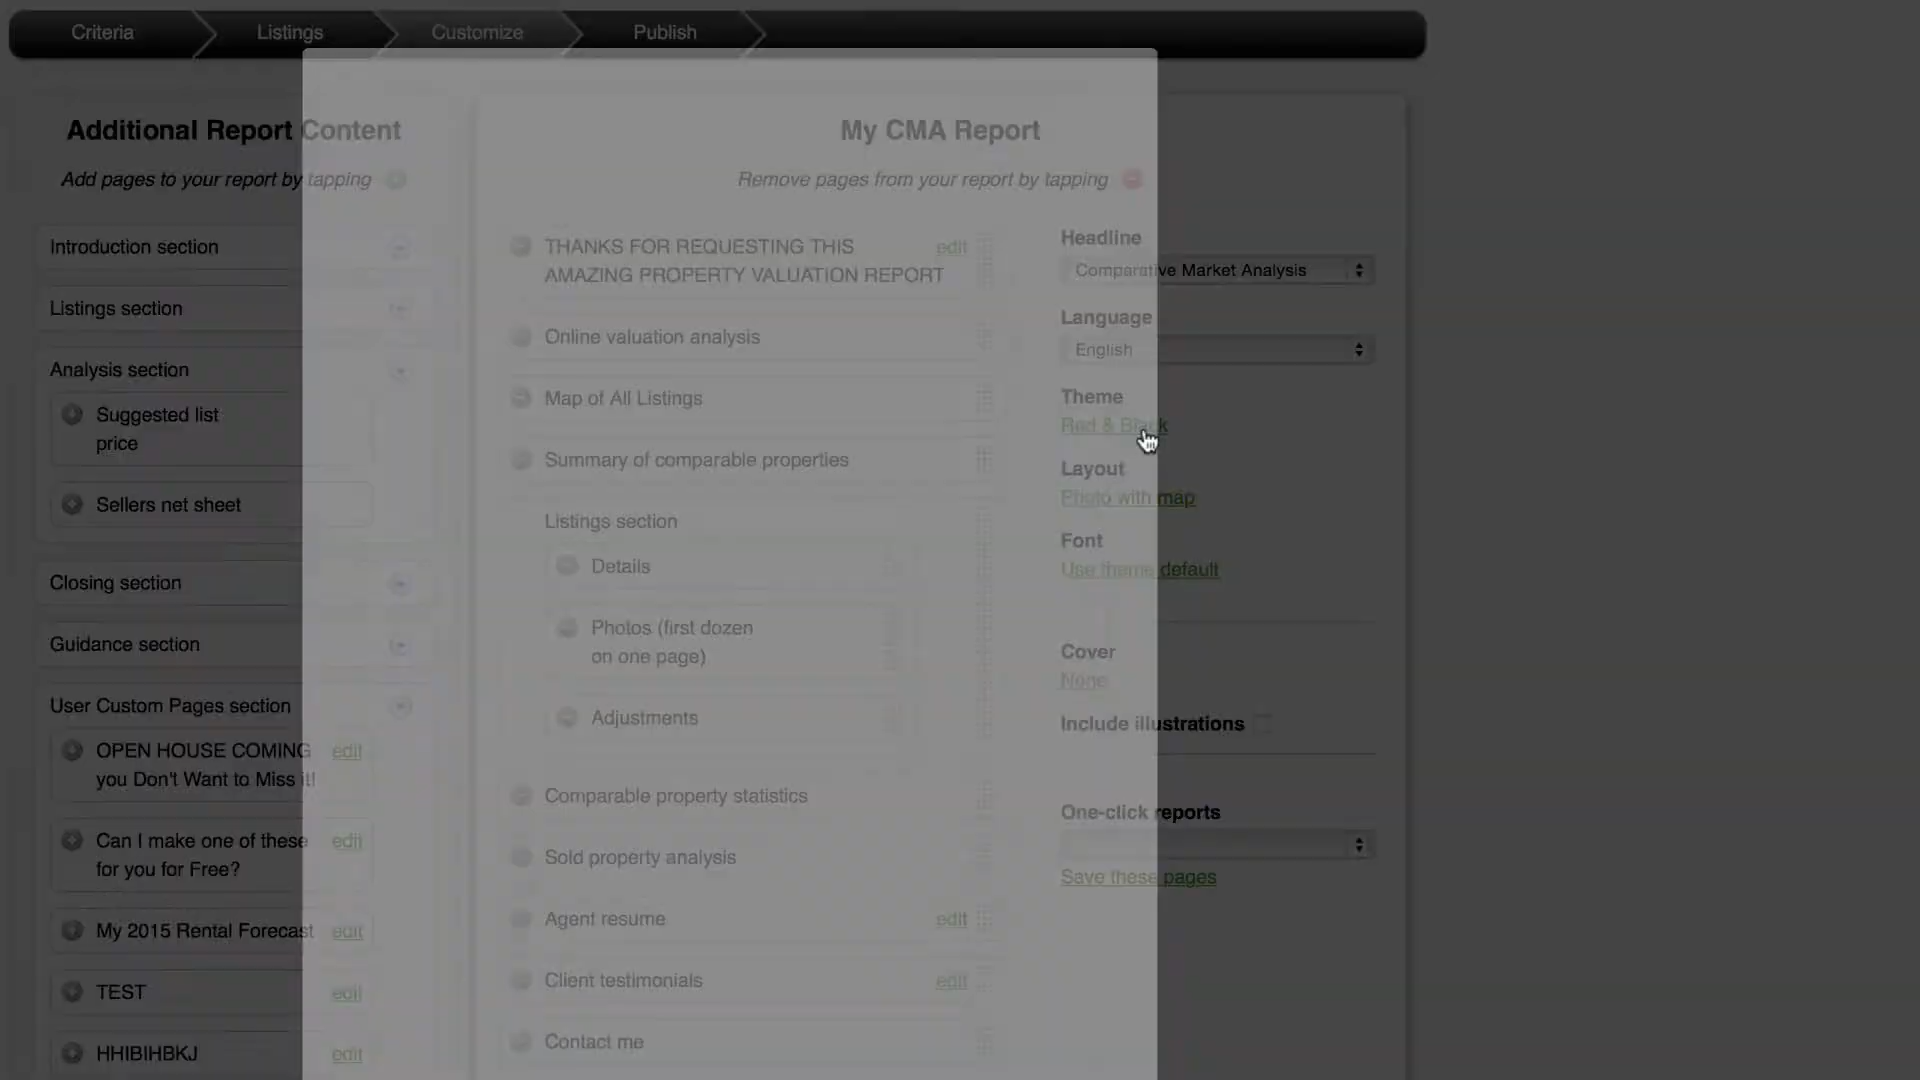 Criteria
Listings
Customize
Publish
Additional Report Content
Add pages to your report by tapping
Introduction section
Listings section
Analysis section
Suggested list
price
Sellers net sheet
Closing section
Guidance section
User Custom Pages section
OPEN HOUSE COMING edit
you Don't Want to Miss it!
Can I make one of these edit
for you for Free?
My 2015 Rental Forecast edit
TEST edit
HHIBIHBKJ edit
My CMA Report
Remove pages from your report by tapping
THANKS FOR REQUESTING THIS edit
AMAZING PROPERTY VALUATION REPORT
Online valuation analysis
Map of All Listings
Summary of comparable properties
Listings section
Details
Photos (first dozen
on one page)
Adjustments
Comparable property statistics
Sold property analysis
Agent resume edit
Client testimonials edit
Contact me
Headline
Comparative Market Analysis
Language
English
Theme
Red & Black
Layout
Photo with map
Font
Use theme default
Cover
None
Include illustrations
One-click reports
Save these pages